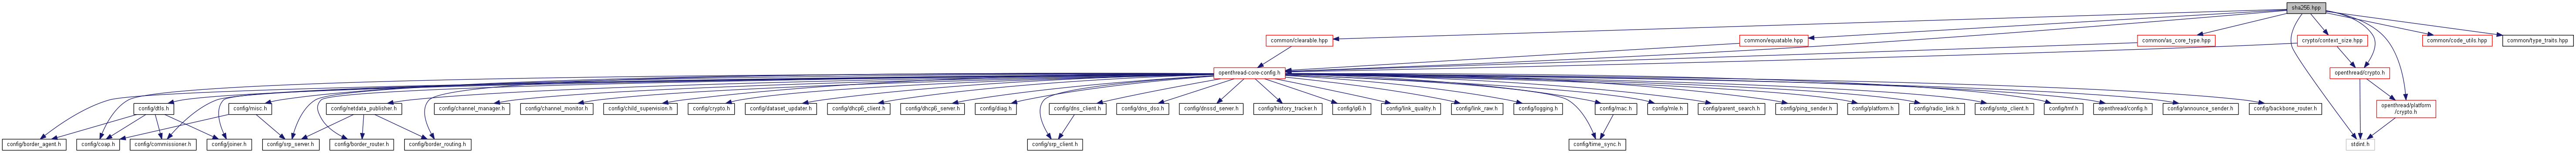 sha256.hpp
common/clearable.hpp
common/equatable.hpp
common/as_core_type.hpp
crypto/context_size.hpp
common/code_utils.hpp
common/type_traits.hpp
openthread-core-config.h
openthread/crypto.h
config/dtls.h
config/misc.h
config/netdata_publisher.h
config/channel_manager.h
config/channel_monitor.h
config/child_supervision.h
config/crypto.h
config/dataset_updater.h
config/dhcp6_client.h
config/dhcp6_server.h
config/diag.h
config/dns_client.h
config/dns_dso.h
config/dnssd_server.h
config/history_tracker.h
config/ip6.h
config/link_quality.h
config/link_raw.h
config/logging.h
config/mac.h
config/mle.h
config/parent_search.h
config/ping_sender.h
config/platform.h
config/radio_link.h
config/sntp_client.h
config/tmf.h
openthread/config.h
config/announce_sender.h
config/backbone_router.h
openthread/platform
/crypto.h
config/border_agent.h
config/coap.h
config/commissioner.h
config/joiner.h
config/srp_server.h
config/border_router.h
config/border_routing.h
config/srp_client.h
config/time_sync.h
stdint.h